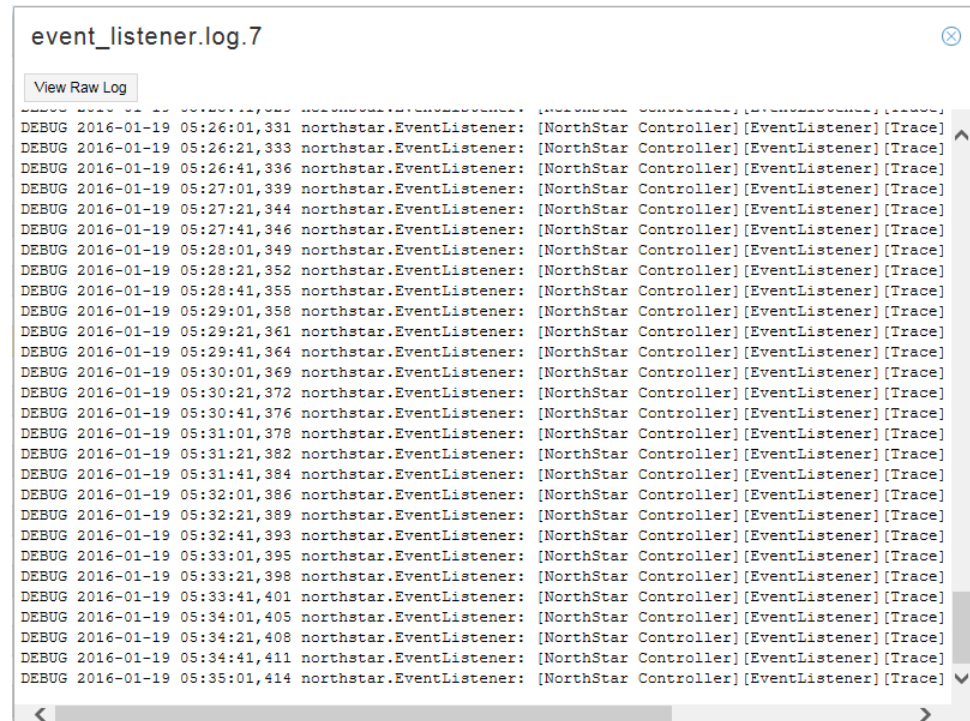 event_listener.log.7
View Raw Log
DEBUG 2016-01-19 05:26:01,331 northstar.EventListener: [NorthStar Controller][EventListener][Trace]
DEBUG 2016-01-19 05:26:21,333 northstar.EventListener: [NorthStar Controller][EventListener][Trace]
DEBUG 2016-01-19 05:26:41,336 northstar.EventListener: [NorthStar Controller][EventListener][Trace]
DEBUG 2016-01-19 05:27:01,339 northstar.EventListener: [NorthStar Controller][EventListener][Trace]
DEBUG 2016-01-19 05:27:21,344 northstar.EventListener: [NorthStar Controller][EventListener][Trace]
DEBUG 2016-01-19 05:27:41,346 northstar.EventListener: [NorthStar Controller][EventListener][Trace]
DEBUG 2016-01-19 05:28:01,349 northstar.EventListener: [NorthStar Controller][EventListener][Trace]
DEBUG 2016-01-19 05:28:21,352 northstar.EventListener: [NorthStar Controller][EventListener][Trace]
DEBUG 2016-01-19 05:28:41,355 northstar.EventListener: [NorthStar Controller][EventListener][Trace]
DEBUG 2016-01-19 05:29:01,358 northstar.EventListener: [NorthStar Controller][EventListener][Trace]
DEBUG 2016-01-19 05:29:21,361 northstar.EventListener: [NorthStar Controller][EventListener][Trace]
DEBUG 2016-01-19 05:29:41,364 northstar.EventListener: [NorthStar Controller][EventListener][Trace]
DEBUG 2016-01-19 05:30:01,369 northstar.EventListener: [NorthStar Controller][EventListener][Trace]
DEBUG 2016-01-19 05:30:21,372 northstar.EventListener: [NorthStar Controller][EventListener][Trace]
DEBUG 2016-01-19 05:30:41,376 northstar.EventListener: [NorthStar Controller][EventListener][Trace]
DEBUG 2016-01-19 05:31:01,378 northstar.EventListener: [NorthStar Controller][EventListener][Trace]
DEBUG 2016-01-19 05:31:21,382 northstar.EventListener: [NorthStar Controller][EventListener][Trace]
DEBUG 2016-01-19 05:31:41,384 northstar.EventListener: [NorthStar Controller][EventListener][Trace]
DEBUG 2016-01-19 05:32:01,386 northstar.EventListener: [NorthStar Controller][EventListener][Trace]
DEBUG 2016-01-19 05:32:21,389 northstar.EventListener: [NorthStar Controller][EventListener][Trace]
DEBUG 2016-01-19 05:32:41,393 northstar.EventListener: [NorthStar Controller][EventListener][Trace]
DEBUG 2016-01-19 05:33:01,395 northstar.EventListener: [NorthStar Controller][EventListener][Trace]
DEBUG 2016-01-19 05:33:21,398 northstar.EventListener: [NorthStar Controller][EventListener][Trace]
DEBUG 2016-01-19 05:33:41,401 northstar.EventListener: [NorthStar Controller][EventListener][Trace]
DEBUG 2016-01-19 05:34:01,405 northstar.EventListener: [NorthStar Controller][EventListener][Trace]
DEBUG 2016-01-19 05:34:21,408 northstar.EventListener: [NorthStar Controller][EventListener][Trace]
DEBUG 2016-01-19 05:34:41,411 northstar.EventListener: [NorthStar Controller][EventListener][Trace]
DEBUG 2016-01-19 05:35:01,414 northstar.EventListener: [NorthStar Controller][EventListener][Trace]